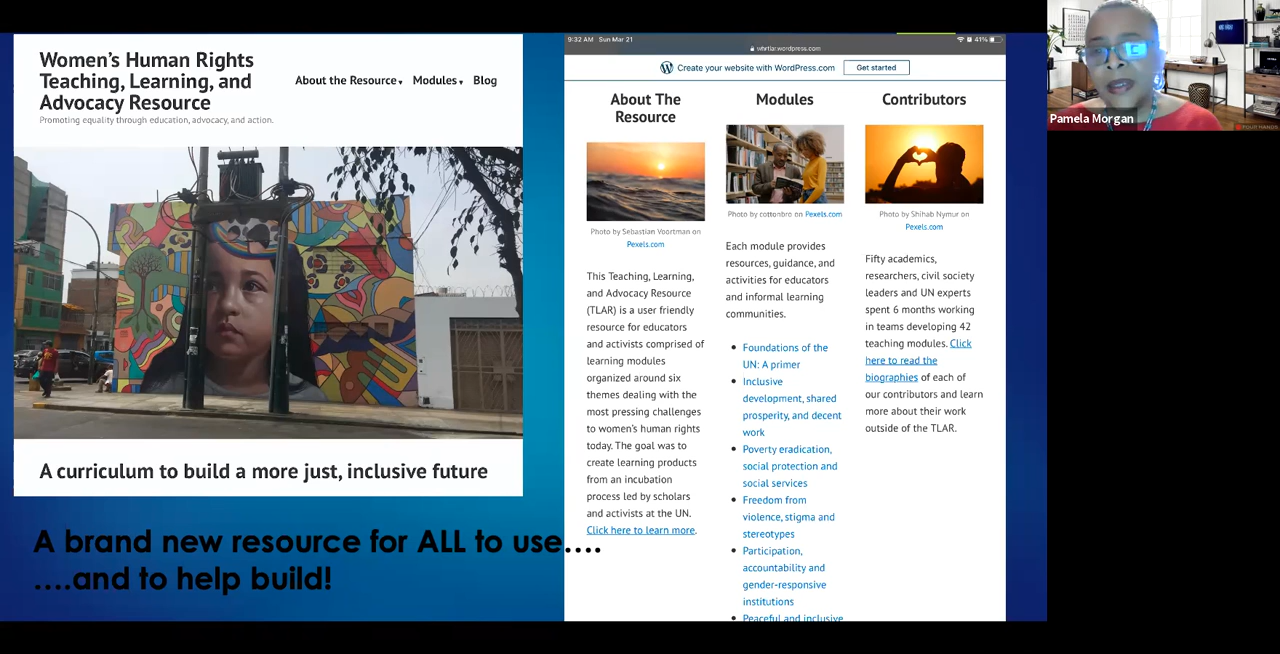 Women's Human Rights
Teaching, Learning, and
Advocacy Resource
Promoting equality through education, advocacy, and action.
About the Resource▾ Modules▾ Blog
A curriculum to build a more just, inclusive future
A brand new resource for ALL to use....
....and to help build!
9:32 AM Sun Mar 21
whrtlar.wordpress.com
41%
Create your website with WordPress.com
Get started
About The
Resource
Photo by Sebastian Voortman on
Pexels.com
This Teaching, Learning,
and Advocacy Resource
(TLAR) is a user friendly
resource for educators
and activists comprised of
learning modules
organized around six
themes dealing with the
most pressing challenges
to women's human rights
today. The goal was to
create learning products
from an incubation
process led by scholars
and activists at the UN.
Click here to learn more.
Modules
Photo by cottonbro on Pexels.com
Each module provides
resources, guidance, and
activities for educators
and informal learning
communities.
• Foundations of the
UN: A primer
• Inclusive
development, shared
prosperity, and decent
work
• Poverty eradication,
social protection and
social services
• Freedom from
violence, stigma and
stereotypes
• Participation,
accountability and
gender-responsive
institutions
• Peaceful and inclusive
Contributors
Photo by Shihab Nymur on
Pexels.com
Fifty academics,
researchers, civil society
leaders and UN experts
spent 6 months working
in teams developing 42
teaching modules. Click
here to read the
biographies of each of
our contributors and learn
more about their work
outside of the TLAR.
Pamela Morgan
FOUR HANDS